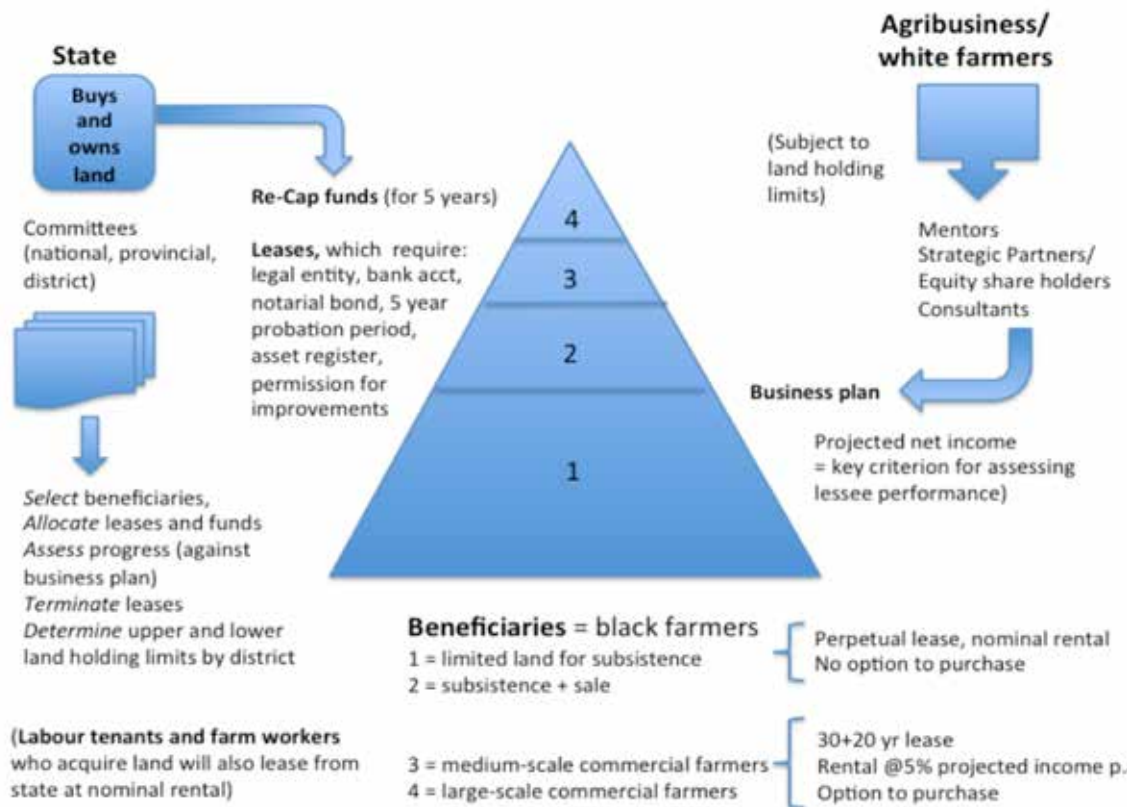 State
Buys
and
owns
land
Committees
(national, provincial,
district)
Select beneficiaries,
Allocate leases and funds
Assess progress (against
business plan)
Terminate leases
Determine upper and lower
land holding limits by district
(Labour tenants and farm workers
who acquire land will also lease from
state at nominal rental)
Re-Cap funds (for 5 years)
Leases, which require:
legal entity, bank acct,
notarial bond, 5 year
probation period,
asset register,
permission for
improvements
4
3
2
1
Agribusiness/
white farmers
(Subject to
land holding
limits)
Mentors
Strategic Partners/
Equity share holders
Consultants
Business plan
Projected net income
= key criterion for assessing
lessee performance)
Beneficiaries = black farmers
1 = limited land for subsistence
2 = subsistence + sale
Perpetual lease, nominal rental
No option to purchase
3 = medium-scale commercial farmers
4 = large-scale commercial farmers
30+20 yr lease
Rental @5% projected income p.
Option to purchase